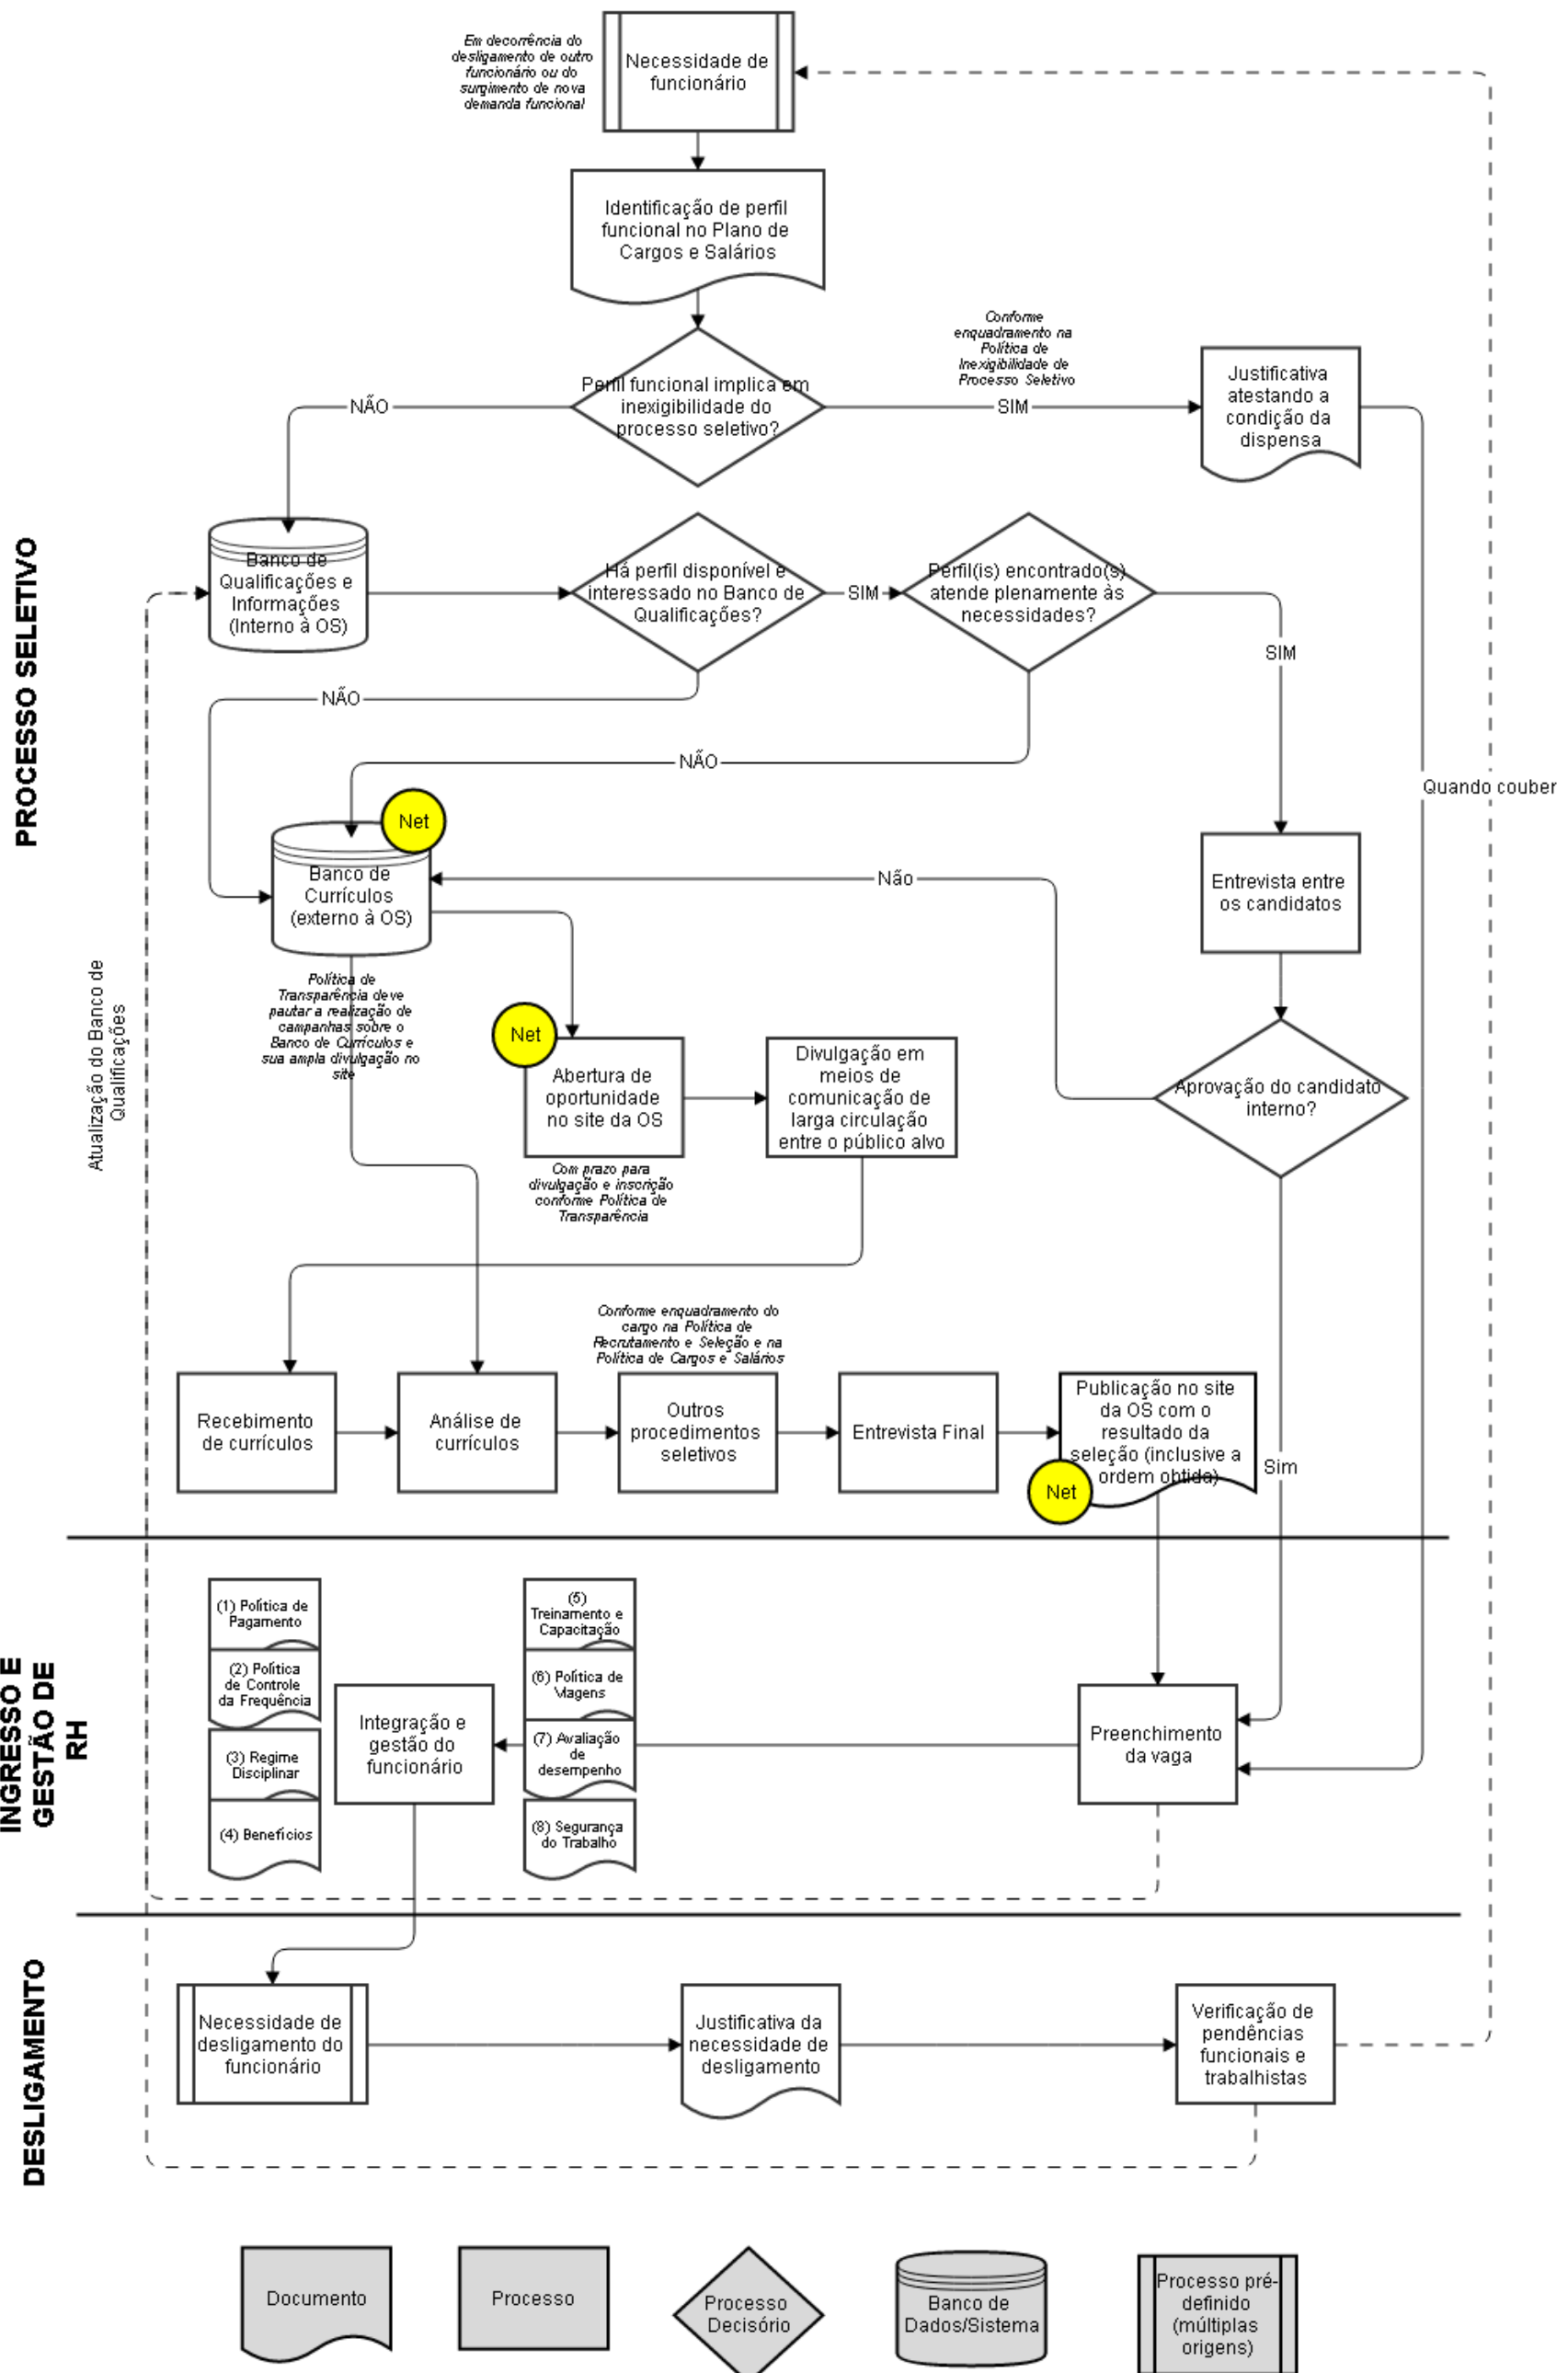 Em decorrência do
desligamento de outro
funcionário ou do
surgimento de nova
demanda funcional
Necessidade de
funcionário
Identificação de perfil
funcional no Plano de
Cargos e Salários
Conforme
enquadramento na
Política de
Inexigibilidade de
Processo Seletivo
Perfil funcional implica em
inexigibilidade do
processo seletivo?
NÃO
SIM
Justificativa
atestando a
condição da
dispensa
PROCESSO SELETIVO
Banco de
Qualificações e
Informações
(Interno à OS)
Há perfil disponível e
interessado no Banco de
Qualificações?
SIM
Perfil(is) encontrado(s)
atende plenamente às
necessidades?
SIM
NÃO
NÃO
Quando couber
Net
Banco de
Currículos
(externo à OS)
Não
Entrevista entre
os candidatos
Atualização do Banco de
Qualificações
Política de
Transparência deve
pautar a realização de
campanhas sobre o
Banco de Currículos e
sua ampla divulgação no
site
Net
Abertura de
oportunidade
no site da OS
Com prazo para
divulgação e inscrição
conforme Política de
Transparência
Divulgação em
meios de
comunicação de
larga circulação
entre o público alvo
Aprovação do candidato
interno?
Conforme enquadramento do
cargo na Política de
Recrutamento e Seleção e na
Política de Cargos e Salários
Recebimento
de currículos
Análise de
currículos
Outros
procedimentos
seletivos
Entrevista Final
Publicação no site
da OS com o
resultado da
seleção (inclusive a
ordem obtida)
Net
Sim
INGRESSO E
GESTÃO DE
RH
(1) Política de
Pagamento
(2) Política
de Controle
da Frequência
(3) Regime
Disciplinar
(4) Benefícios
Integração e
gestão do
funcionário
(5)
Treinamento e
Capacitação
(6) Política de
Viagens
(7) Avaliação
de
desempenho
(8) Segurança
do Trabalho
Preenchimento
da vaga
DESLIGAMENTO
Necessidade de
desligamento do
funcionário
Justificativa da
necessidade de
desligamento
Verificação de
pendências
funcionais e
trabalhistas
Documento
Processo
Processo
Decisório
Banco de
Dados/Sistema
Processo pré-
definido
(múltiplas
origens)